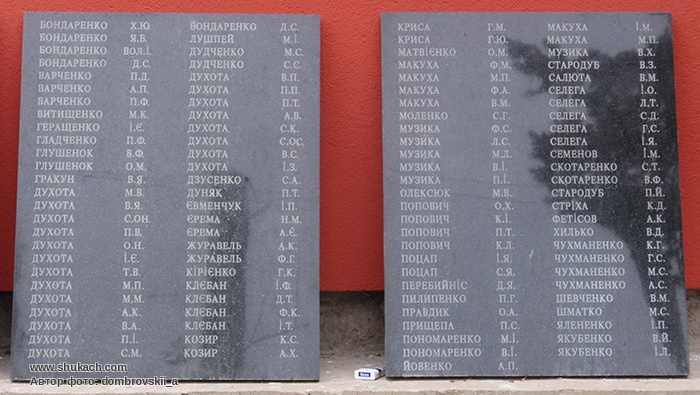 БОНДАРЕНКО Х.Ю. БОНДАРЕНКО Д.С.
БОНДАРЕНКО Я.Б. ЛУШПЕЙ М.І.
БОНДАРЕНКО ВОЛ.І. ДУДЧЕНКО М.С.
БОНДАРЕНКО Д.С. ДУДЧЕНКО С.С.
ВАРЧЕНКО П.Д. ДУХОТА В.П.
ВАРЧЕНКО А.П. ДУХОТА П.П.
ВАРЧЕНКО П.Ф. ДУХОТА П.Т.
ВИТИЩЕНКО М.К. ДУХОТА А.В.
ГЕРАЩЕНКО І.Є. ДУХОТА С.К.
ГЛАДЧЕНКО П.Ф. ДУХОТА С.ОС.
ГЛУШЕНОК В.Ф. ДУХОТА В.С.
ГЛУШЕНОК О.М. ДУХОТА І.З.
ГРАКУН В.Я. ДЗУСЕНКО С.А.
ДУХОТА М.В. ДУНЯК П.Т.
ДУХОТА В.Я. ЄВМЕНЧУК І.П.
ДУХОТА С.ОН. ЄРЕМА Н.М.
ДУХОТА П.В. ЄРЕМА А.Є.
ДУХОТА О.Н. ЖУРАВЕЛЬ А.К.
ДУХОТА І.Є. ЖУРАВЕЛЬ Ф.Г.
ДУХОТА Т.В. КІРІЄНКО Г.К.
ДУХОТА М.П. КЛЄБАН І.Ф.
ДУХОТА М.М. КЛЄБАН Д.Т.
ДУХОТА А.К. КЛЄБАН Ф.К.
ДУХОТА В.А. КЛЄБАН І.Т.
ДУХОТА П.І. КОЗИР К.С.
ДУХОТА С.М. КОЗИР А.Х.
КРИСА Г.М. МАКУХА І.М.
КРИСА Г.Ю. МАКУХА М.П.
МАТВІЄНКО О.М. МУЗИКА В.Х.
МАКУХА Ф.М. СТАРОДУБ В.З.
МАКУХА М.П. САЛЮТА В.М.
МАКУХА Ф.А. СЕЛЕГА І.О.
МАКУХА В.М. СЕЛЕГА Л.Т.
МОЛЕНКО С.Г. СЕЛЕГА С.Д.
МУЗИКА Ф.С. СЕЛЕГА Г.С.
МУЗИКА Л.С. СЕЛЕГА І.Я.
МУЗИКА М.Л. СЕМЕНОВ І.М.
МУЗИКА В.І. СКОТАРЕНКО С.Т.
МУЗИКА П.І. СКОТАРЕНКО В.Ф.
ОЛЕКСЮК М.В. СТАРОДУБ П.Й.
ПОПОВИЧ О.Х. СТРІХА К.Д.
ПОПОВИЧ К.І. ФЕТІСОВ А.К.
ПОПОВИЧ П.Т. ХИЛЬКО В.Д.
ПОПОВИЧ К.Л. ЧУХМАНЕНКО К.Г.
ПОЦАП І.Я. ЧУХМАНЕНКО Г.С.
ПОЦАП С.Я. ЧУХМАНЕНКО М.С.
ПЕРЕБИЙНІС Д.Я. ЧУХМАНЕНКО А.С.
ПИЛИПЕНКО П.Г. ШЕВЧЕНКО В.М.
ПРАВДИК О.А. ШМАТКО М.С.
ПРИЩЕПА П.С. ЯЛЕНЕНКО І.П.
ПОНОМАРЕНКО М.І. ЯКУБЕНКО В.Й.
ПОНОМАРЕНКО В.І. ЯКУБЕНКО І.Л.
ЙОВЕНКО А.П.
www.shukach.com
Автор фото: dombrovskii_a